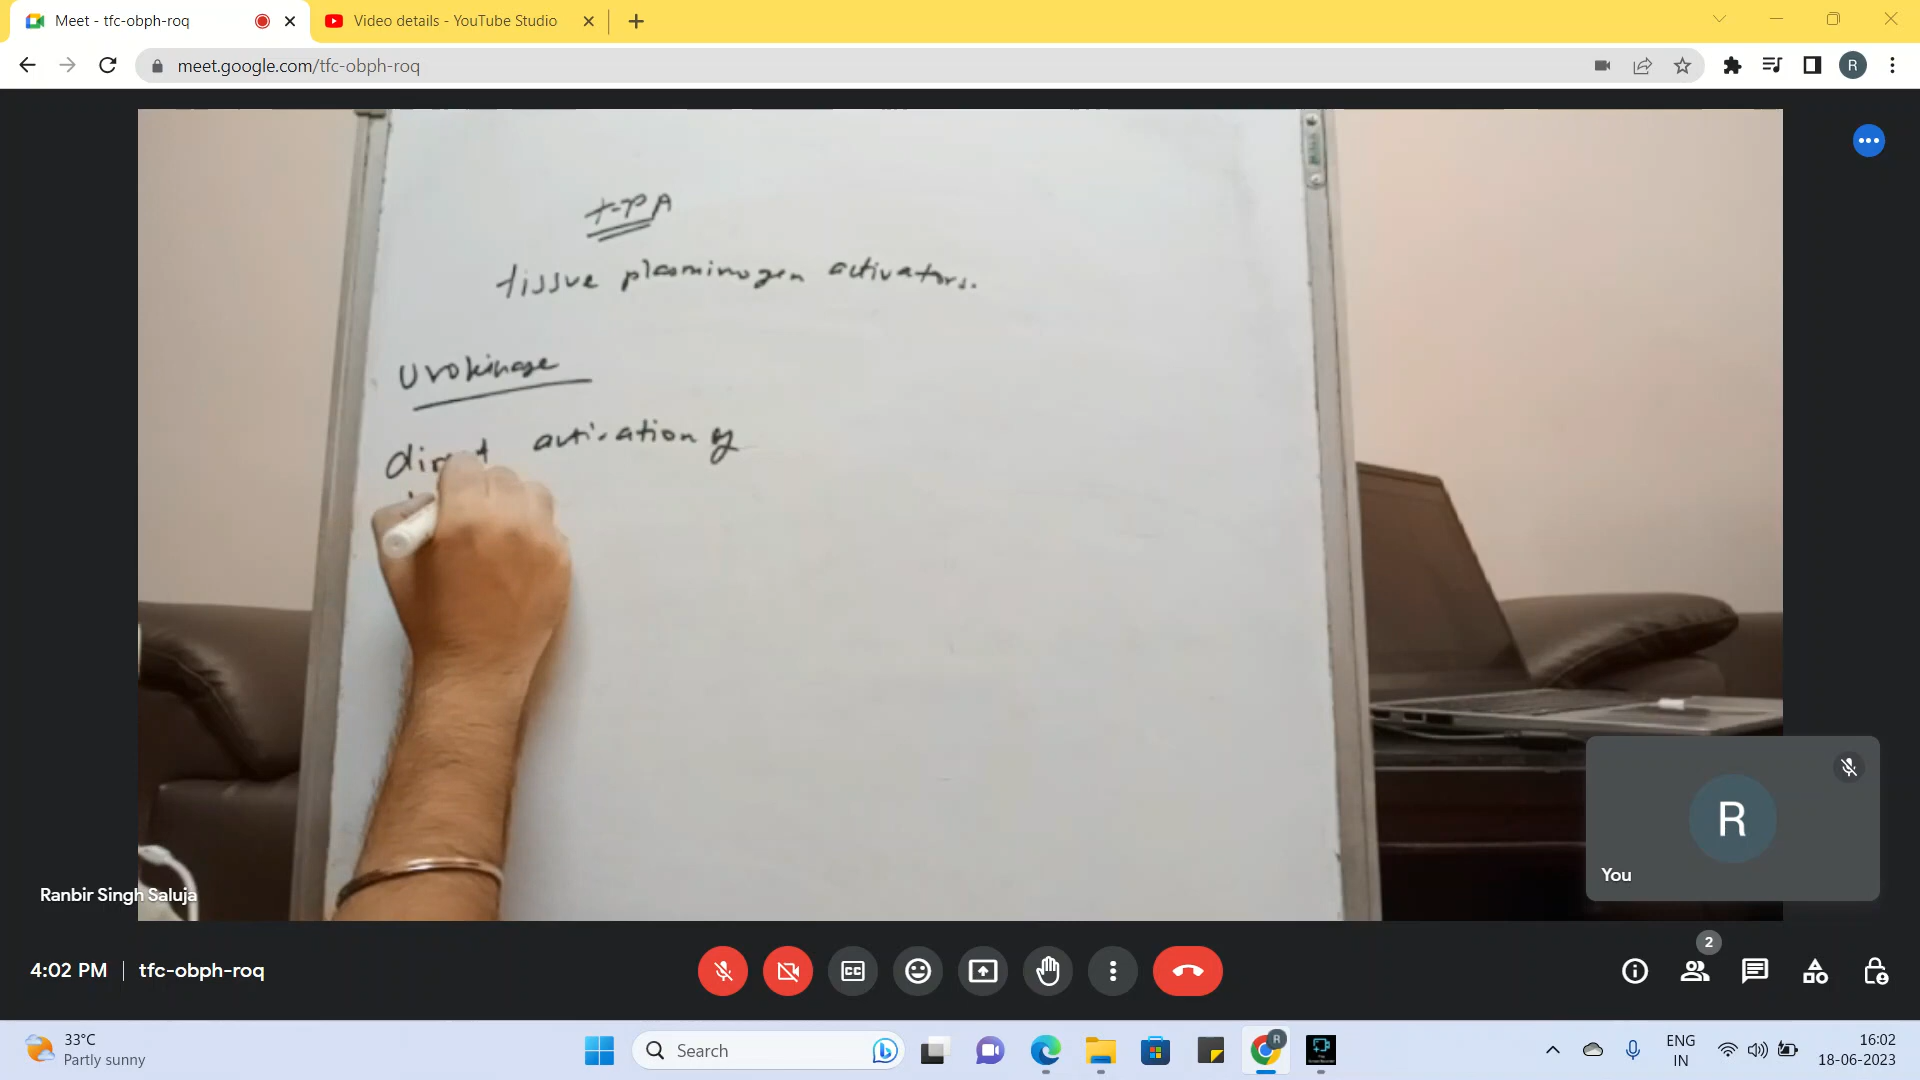 Meet - tfc-obph-roq
Video details - YouTube Studio
meet.google.com/tfc-obph-roq
R
t-PA
tissue plasminogen activators.
Urokinase
direct activation of
R
You
Ranbir Singh Saluja
4:02 PM | tfc-obph-roq
CC
2
33°C
Partly sunny
Search
R
ENG
IN
16:02
18-06-2023